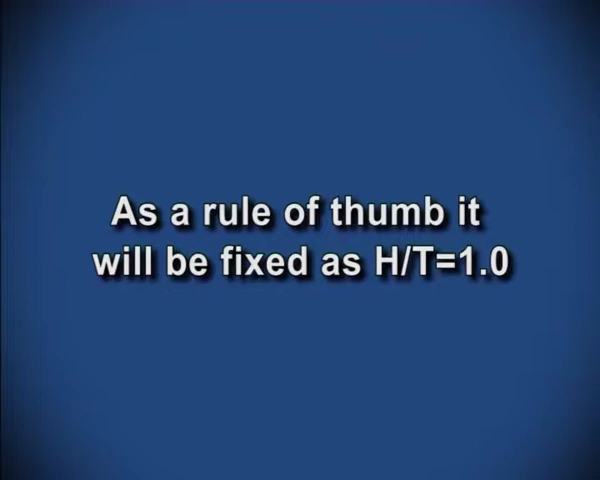 As a rule of thumb it
will be fixed as H/T=1.0